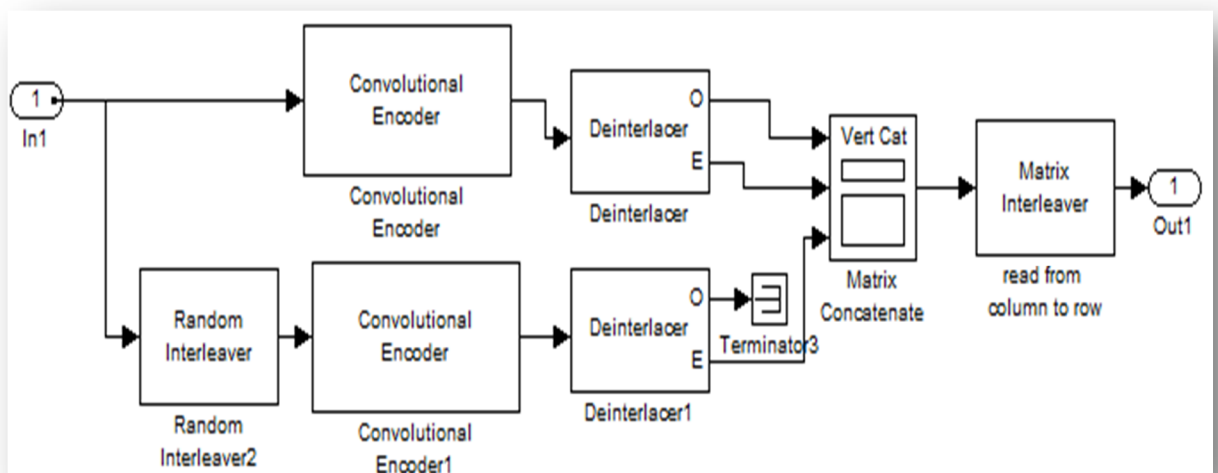 1
In1
Convolutional
Encoder
Convolutional
Encoder
Deinterlacer
O
E
Deinterlacer
Vert Cat
Matrix
Concatenate
Matrix
Interleaver
read from
column to row
1
Out1
Random
Interleaver
Random
Interleaver2
Convolutional
Encoder
Convolutional
Encoder1
Deinterlacer
O
E
Deinterlacer1
Terminator3